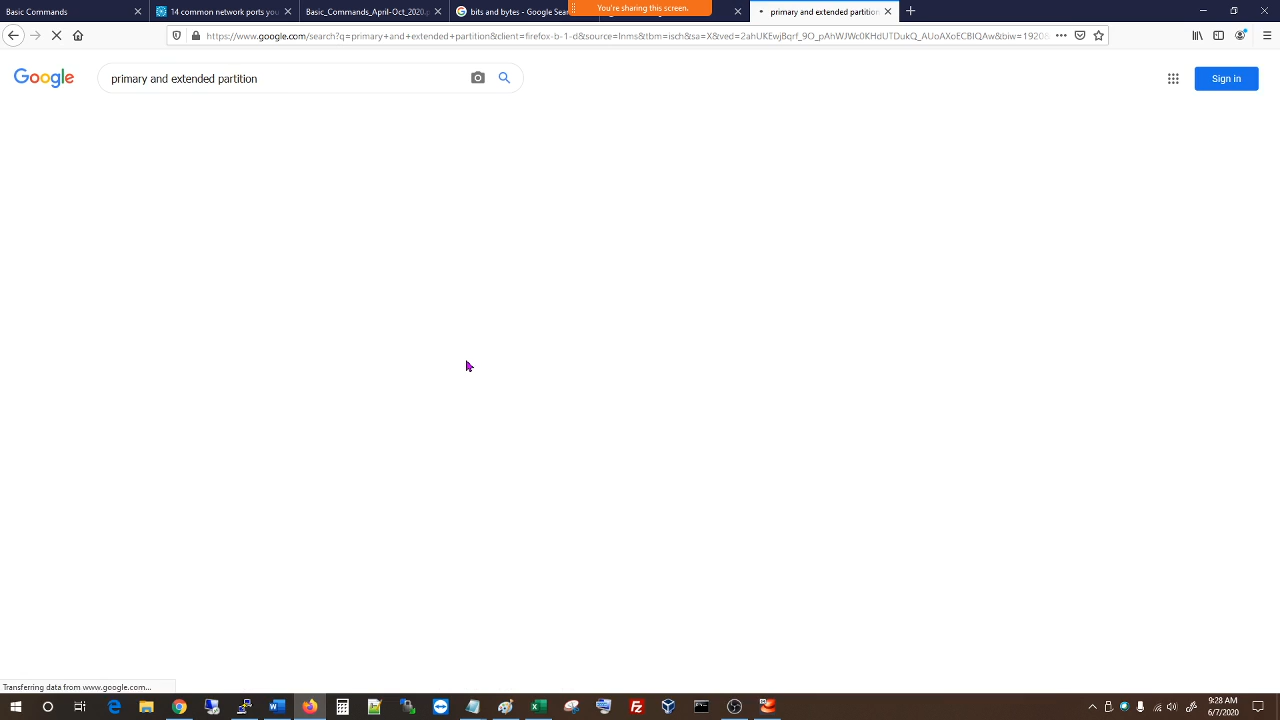 Basic Commands
14 common network ports you
Basic_Commands_April-Oct_2020.p
bits and bytes - Google Sear
You're sharing this screen.
primary and extended partition
https://www.google.com/search?q=primary+and+extended+partition&client=firefox-b-1-d&source=lnms&tbm=isch&sa=X&ved=2ahUKEwjBqrf_9O_pAhWJWc0KHdUTDukQ_AUoAXoECBIQAw&biw=1920&
Google
primary and extended partition
Sign in
Transferring data from www.google.com...
9:28 AM
6/7/2020